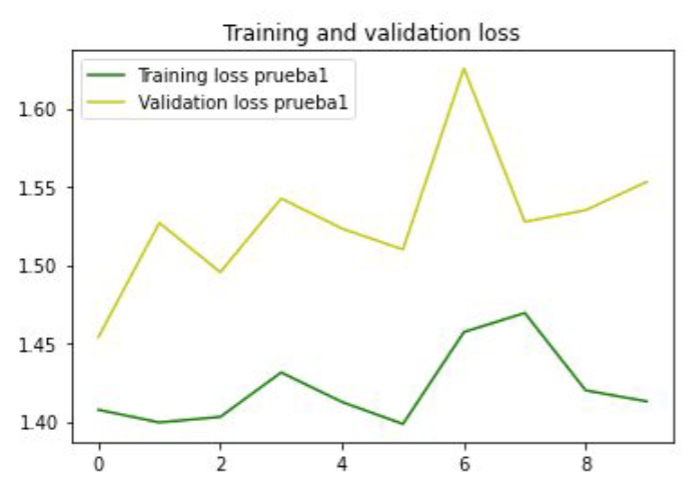 Training and validation loss
Training loss prueba1
Validation loss prueba1
1.60
1.55
1.50
1.45
1.40
0 2 4 6 8